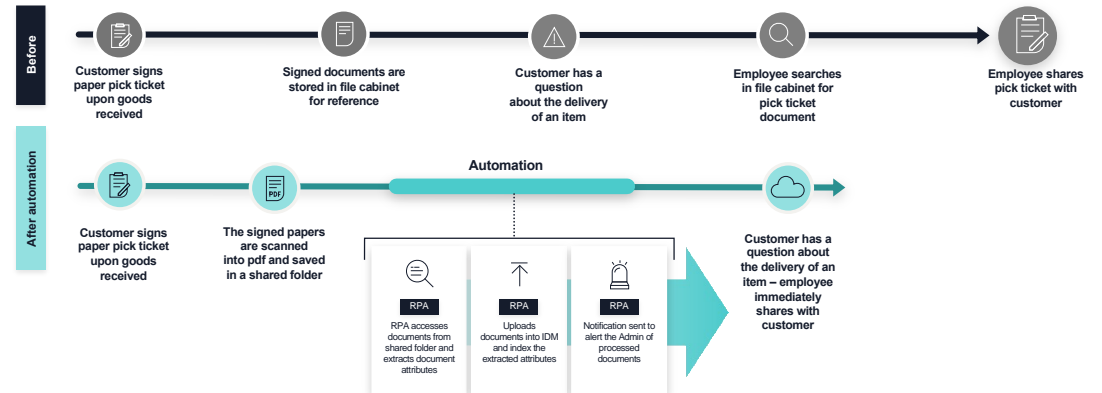 Before
Customer signs
paper pick ticket
upon goods
received
Signed documents are
stored in file cabinet
for reference
Customer has a
question
about the delivery
of an item
Employee searches
in file cabinet for
pick ticket
document
Employee shares
pick ticket with
customer
After automation
Automation
Customer signs
paper pick ticket
upon goods
received
PDF
The signed papers
are scanned
into pdf and saved
in a shared folder
RPA
RPA accesses
documents from
shared folder and
extracts document
attributes
RPA
Uploads
documents into IDM
and index the
extracted attributes
RPA
Notification sent to
alert the Admin of
processed
documents
Customer has a
question about
the delivery of an
item – employee
immediately
shares with
customer